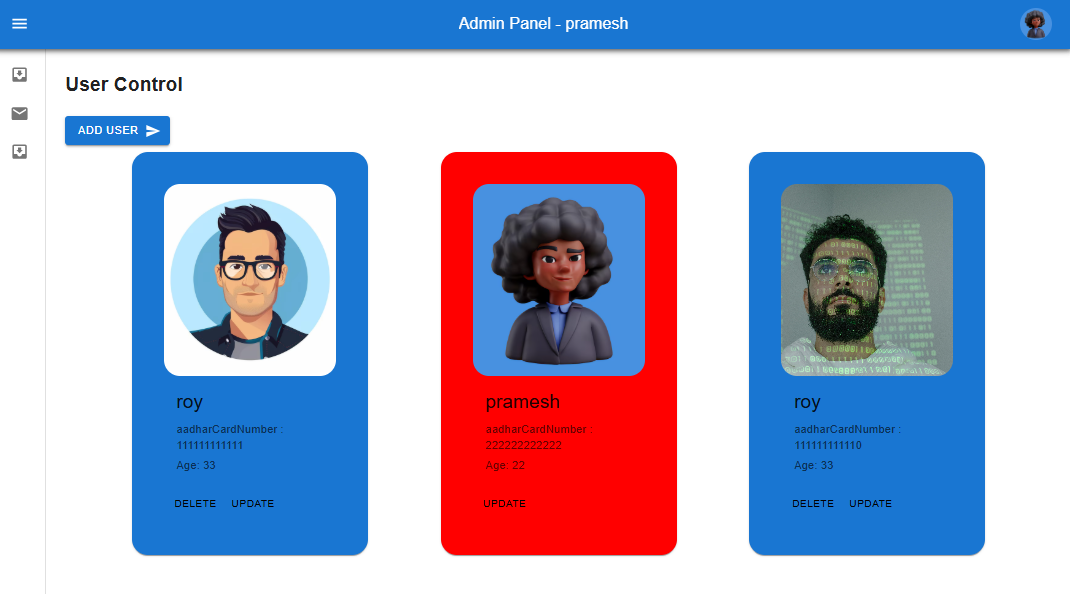 Admin Panel - pramesh
User Control
ADD USER
roy
aadharCardNumber :
111111111111
Age: 33
DELETE UPDATE
pramesh
aadharCardNumber :
222222222222
Age: 22
UPDATE
roy
aadharCardNumber :
111111111110
Age: 33
DELETE UPDATE